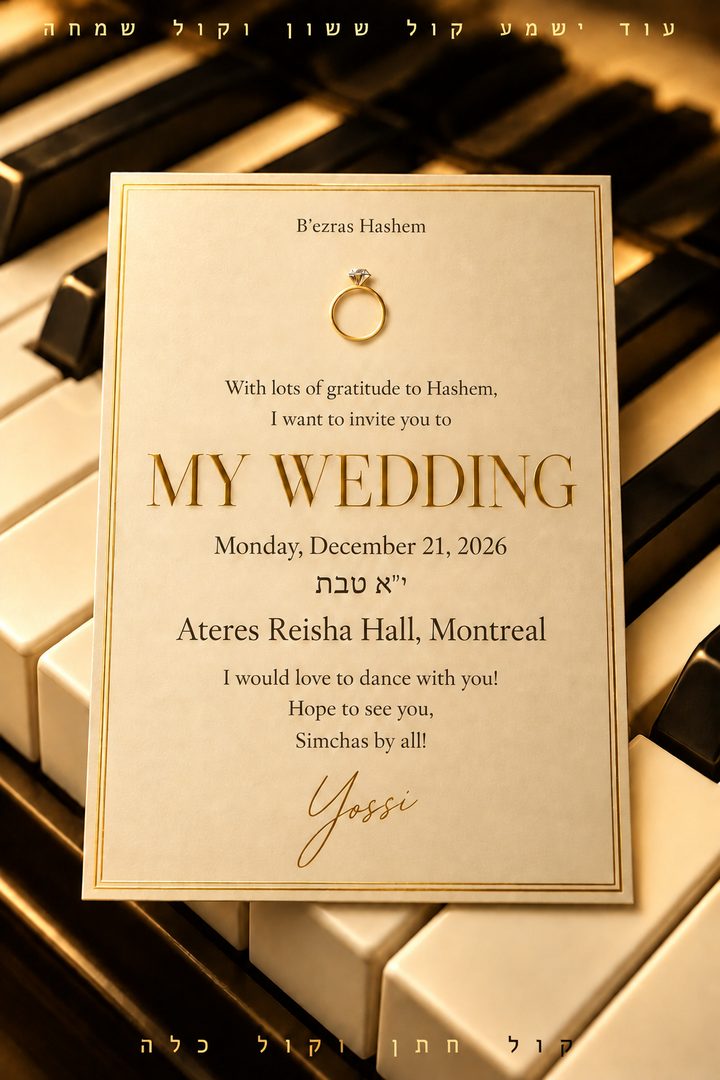 עוד ישמע קול ששון וקול שמחה
B'ezras Hashem
With lots of gratitude to Hashem,
I want to invite you to
MY WEDDING
Monday, December 21, 2026
י"א טבת
Ateres Reisha Hall, Montreal
I would love to dance with you!
Hope to see you,
Simchas by all!
Yossi
קול חתן וקול כלה